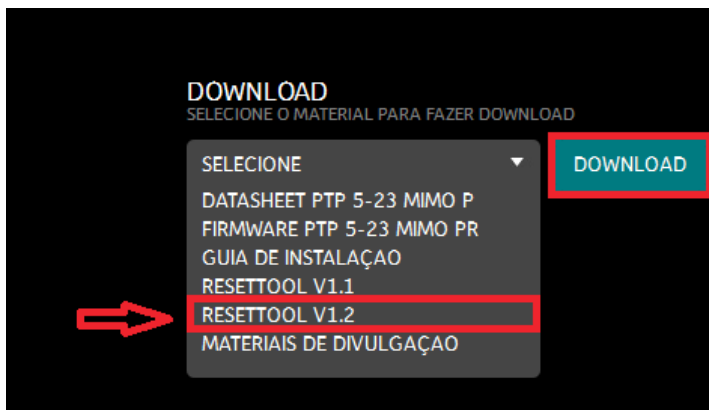 DOWNLOAD
SELECIONE O MATERIAL PARA FAZER DOWNLOAD
SELECIONE
DOWNLOAD
DATASHEET PTP 5-23 MIMO P
FIRMWARE PTP 5-23 MIMO PR
GUIA DE INSTALAÇAO
RESETTOOL V1.1
RESETTOOL V1.2
MATERIAIS DE DIVULGAÇAO